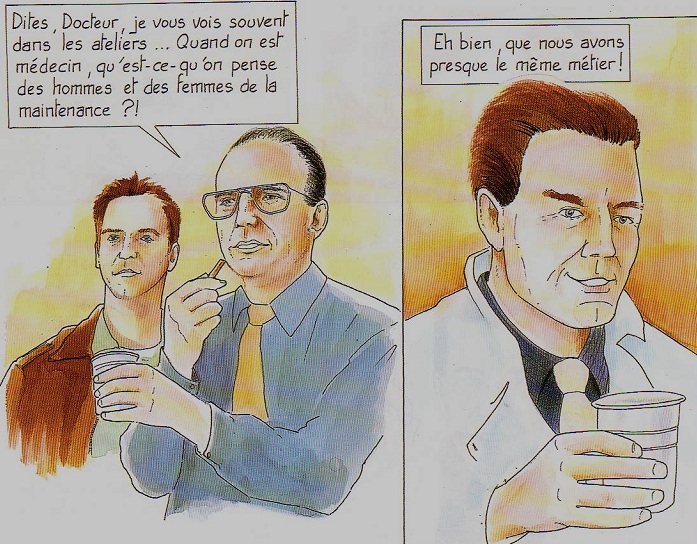 Dites, Docteur, je vous vois souvent
dans les ateliers ... Quand on est
médecin, qu'est-ce-qu'on pense
des hommes et des femmes de la
maintenance ?!
Eh bien, que nous avons
presque le même métier !